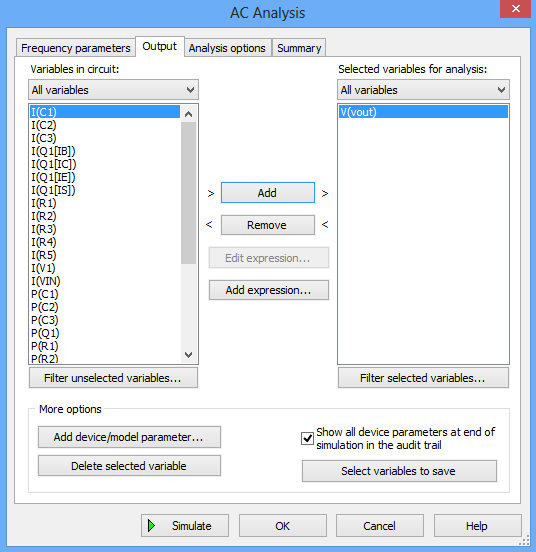 AC Analysis
Frequency parameters Output Analysis options Summary
Variables in circuit: Selected variables for analysis:
All variables All variables
I(C1) V(vout)
I(C2)
I(C3)
I(Q1[IB])
I(Q1[IC])
I(Q1[IE])
I(Q1[IS])
I(R1)
I(R2)
I(R3)
I(R4)
I(R5)
I(V1)
I(VIN)
P(C1)
P(C2)
P(C3)
P(Q1)
P(R1)
P(R2)
> Add >
< Remove <
Edit expression...
Add expression...
Filter unselected variables... Filter selected variables...
More options
Add device/model parameter...
Delete selected variable
Show all device parameters at end of
simulation in the audit trail
Select variables to save
Simulate OK Cancel Help